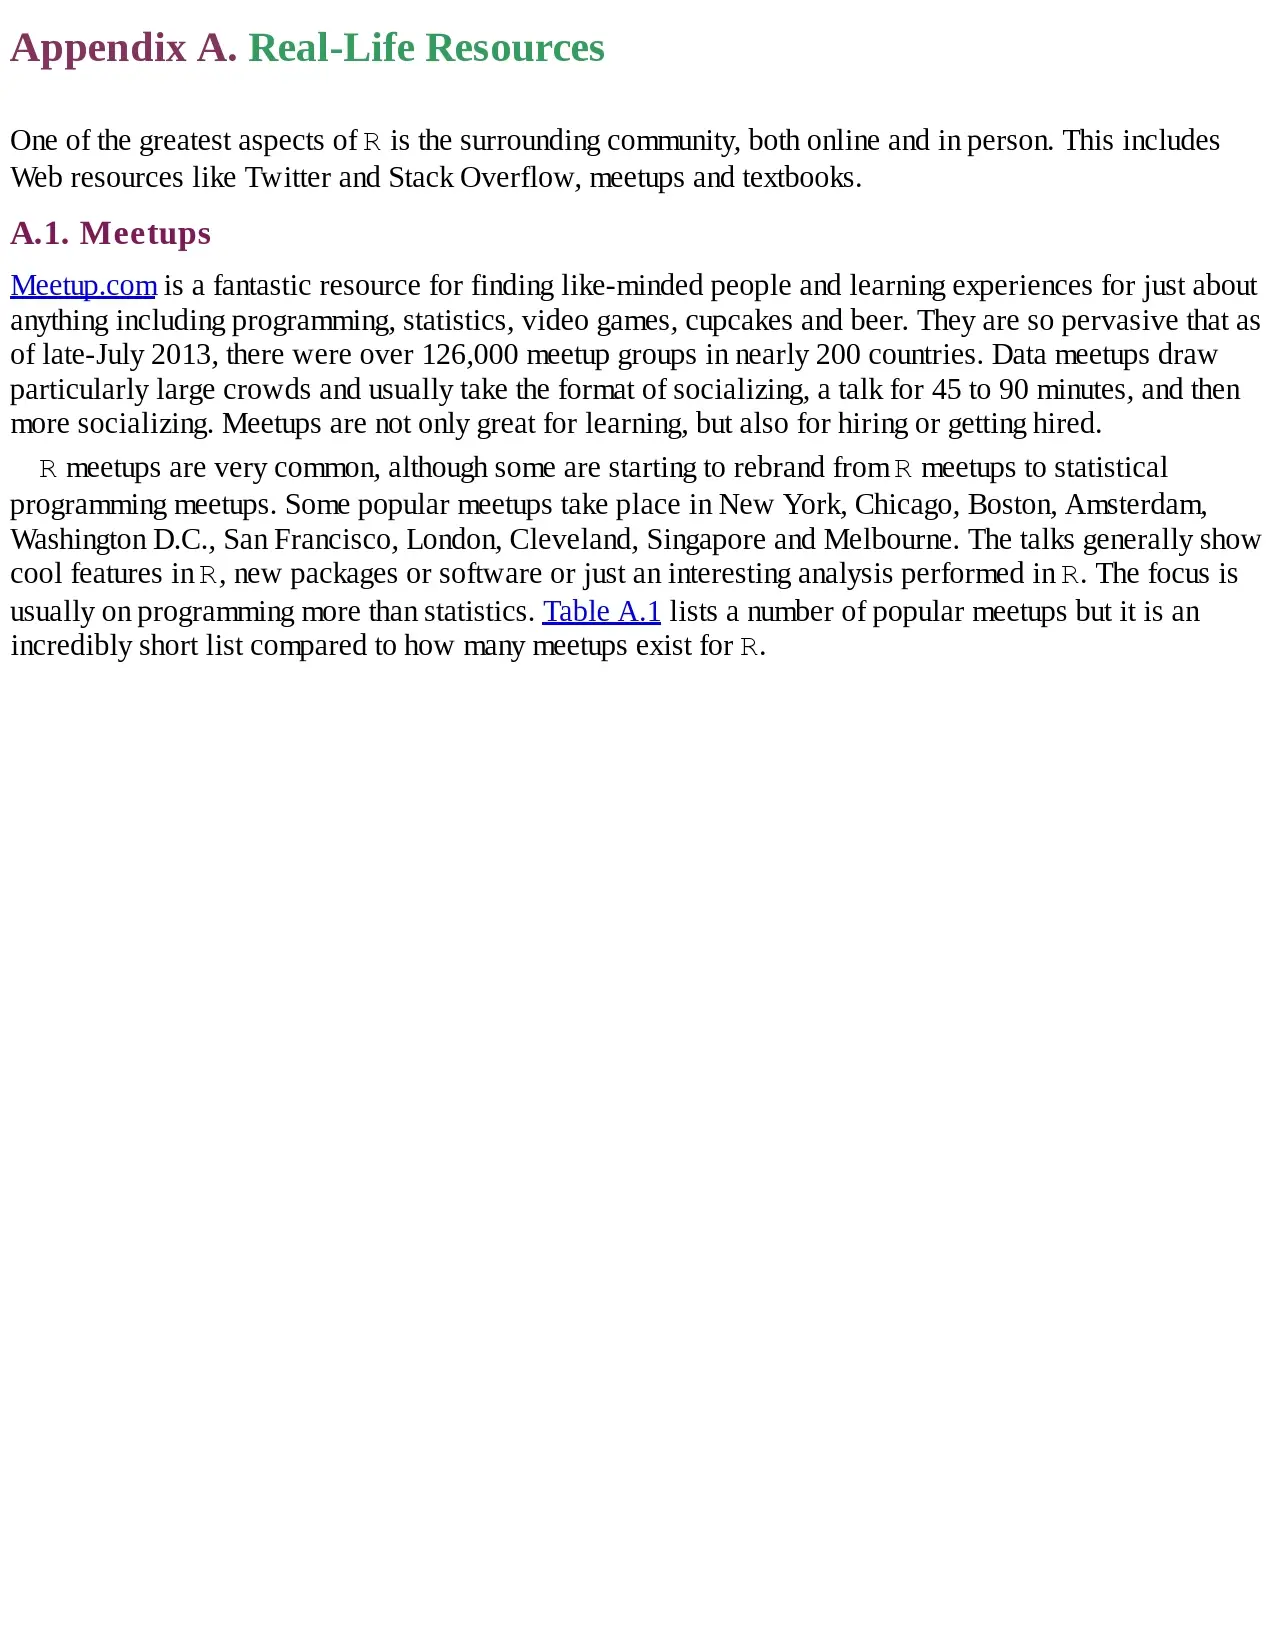 Appendix A. Real-Life Resources
One of the greatest aspects of R is the surrounding community, both online and in person. This includes
Web resources like Twitter and Stack Overflow, meetups and textbooks.
A.1. Meetups
Meetup.com is a fantastic resource for finding like-minded people and learning experiences for just about
anything including programming, statistics, video games, cupcakes and beer. They are so pervasive that as
of late-July 2013, there were over 126,000 meetup groups in nearly 200 countries. Data meetups draw
particularly large crowds and usually take the format of socializing, a talk for 45 to 90 minutes, and then
more socializing. Meetups are not only great for learning, but also for hiring or getting hired.
R meetups are very common, although some are starting to rebrand from R meetups to statistical
programming meetups. Some popular meetups take place in New York, Chicago, Boston, Amsterdam,
Washington D.C., San Francisco, London, Cleveland, Singapore and Melbourne. The talks generally show
cool features in R, new packages or software or just an interesting analysis performed in R. The focus is
usually on programming more than statistics. Table A.1 lists a number of popular meetups but it is an
incredibly short list compared to how many meetups exist for R.